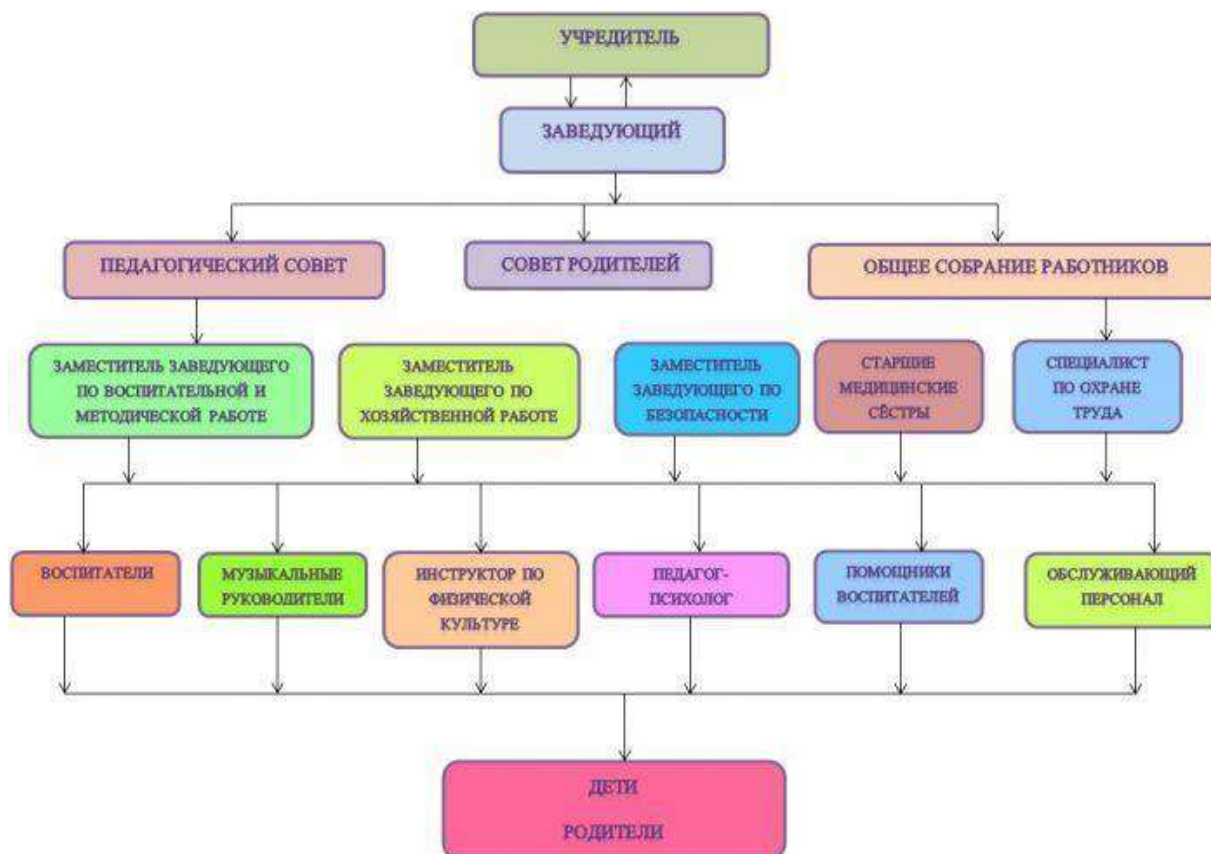 УЧРЕДИТЕЛЬ
ЗАВЕДУЮЩИЙ
ПЕДАГОГИЧЕСКИЙ СОВЕТ
СОВЕТ РОДИТЕЛЕЙ
ОБЩЕЕ СОБРАНИЕ РАБОТНИКОВ
ЗАМЕСТИТЕЛЬ ЗАВЕДУЮЩЕГО
ПО ВОСПИТАТЕЛЬНОЙ И
МЕТОДИЧЕСКОЙ РАБОТЕ
ЗАМЕСТИТЕЛЬ
ЗАВЕДУЮЩЕГО ПО
ХОЗЯЙСТВЕННОЙ РАБОТЕ
ЗАМЕСТИТЕЛЬ
ЗАВЕДУЮЩЕГО ПО
БЕЗОПАСНОСТИ
СТАРШИЕ
МЕДИЦИНСКИЕ
СЁСТРЫ
СПЕЦИАЛИСТ
ПО ОХРАНЕ
ТРУДА
ВОСПИТАТЕЛИ
МУЗЫКАЛЬНЫЕ
РУКОВОДИТЕЛИ
ИНСТРУКТОР ПО
ФИЗИЧЕСКОЙ
КУЛЬТУРЕ
ПЕДАГОГ-
ПСИХОЛОГ
ПОМОЩНИКИ
ВОСПИТАТЕЛЕЙ
ОБСЛУЖИВАЮЩИЙ
ПЕРСОНАЛ
ДЕТИ
РОДИТЕЛИ